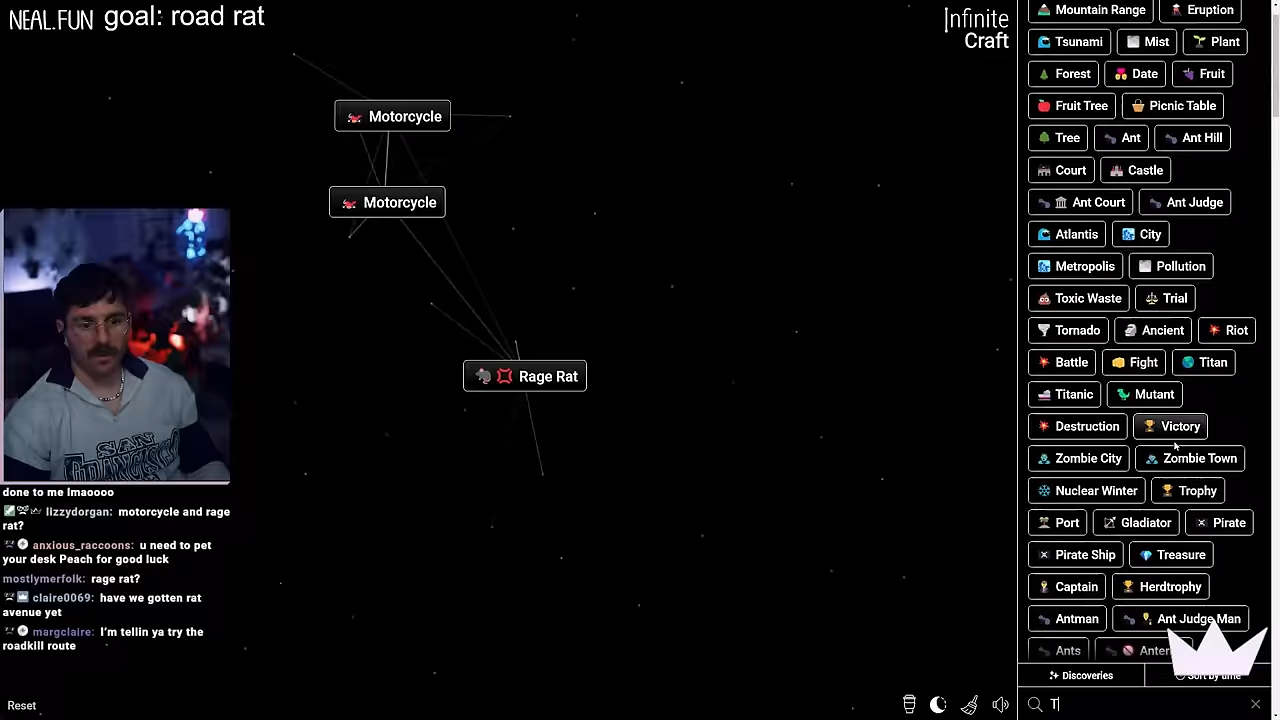 NEAL.FUN goal: road rat
Infinite
Craft
Motorcycle
Motorcycle
Rage Rat
SAN
done to me lmaoooo
lizzydorgan: motorcycle and rage
rat?
anxious_raccoons: u need to pet
your desk Peach for good luck
mostlymerfolk: rage rat?
claire0069: have we gotten rat
avenue yet
margclaire: I'm tellin ya try the
roadkill route
Reset
Mountain Range Eruption
Tsunami Mist Plant
Forest Date Fruit
Fruit Tree Picnic Table
Tree Ant Ant Hill
Court Castle
Ant Court Ant Judge
Atlantis City
Metropolis Pollution
Toxic Waste Trial
Tornado Ancient Riot
Battle Fight Titan
Titanic Mutant
Destruction Victory
Zombie City Zombie Town
Nuclear Winter Trophy
Port Gladiator Pirate
Pirate Ship Treasure
Captain Herdtrophy
Antman Ant Judge Man
Ants
Discoveries Sort by time
T